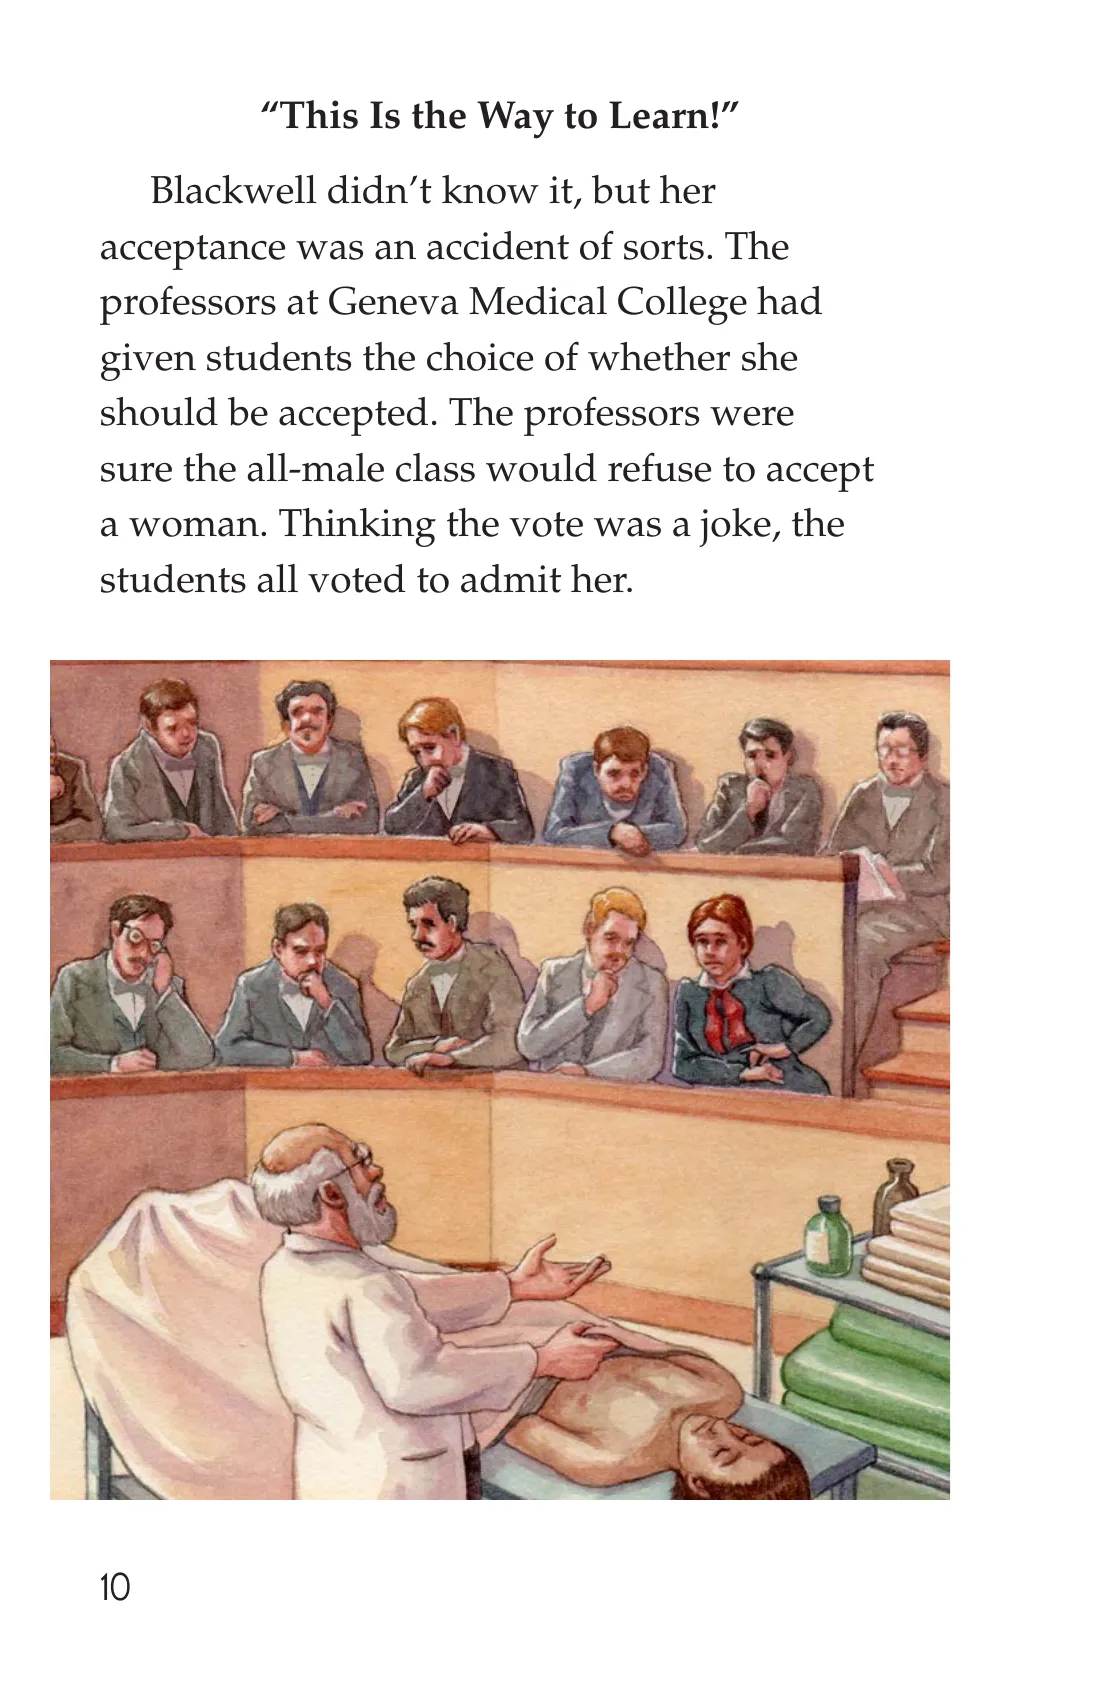 “This Is the Way to Learn!”
Blackwell didn’t know it, but her
acceptance was an accident of sorts. The
professors at Geneva Medical College had
given students the choice of whether she
should be accepted. The professors were
sure the all-male class would refuse to accept
a woman. Thinking the vote was a joke, the
students all voted to admit her.
10